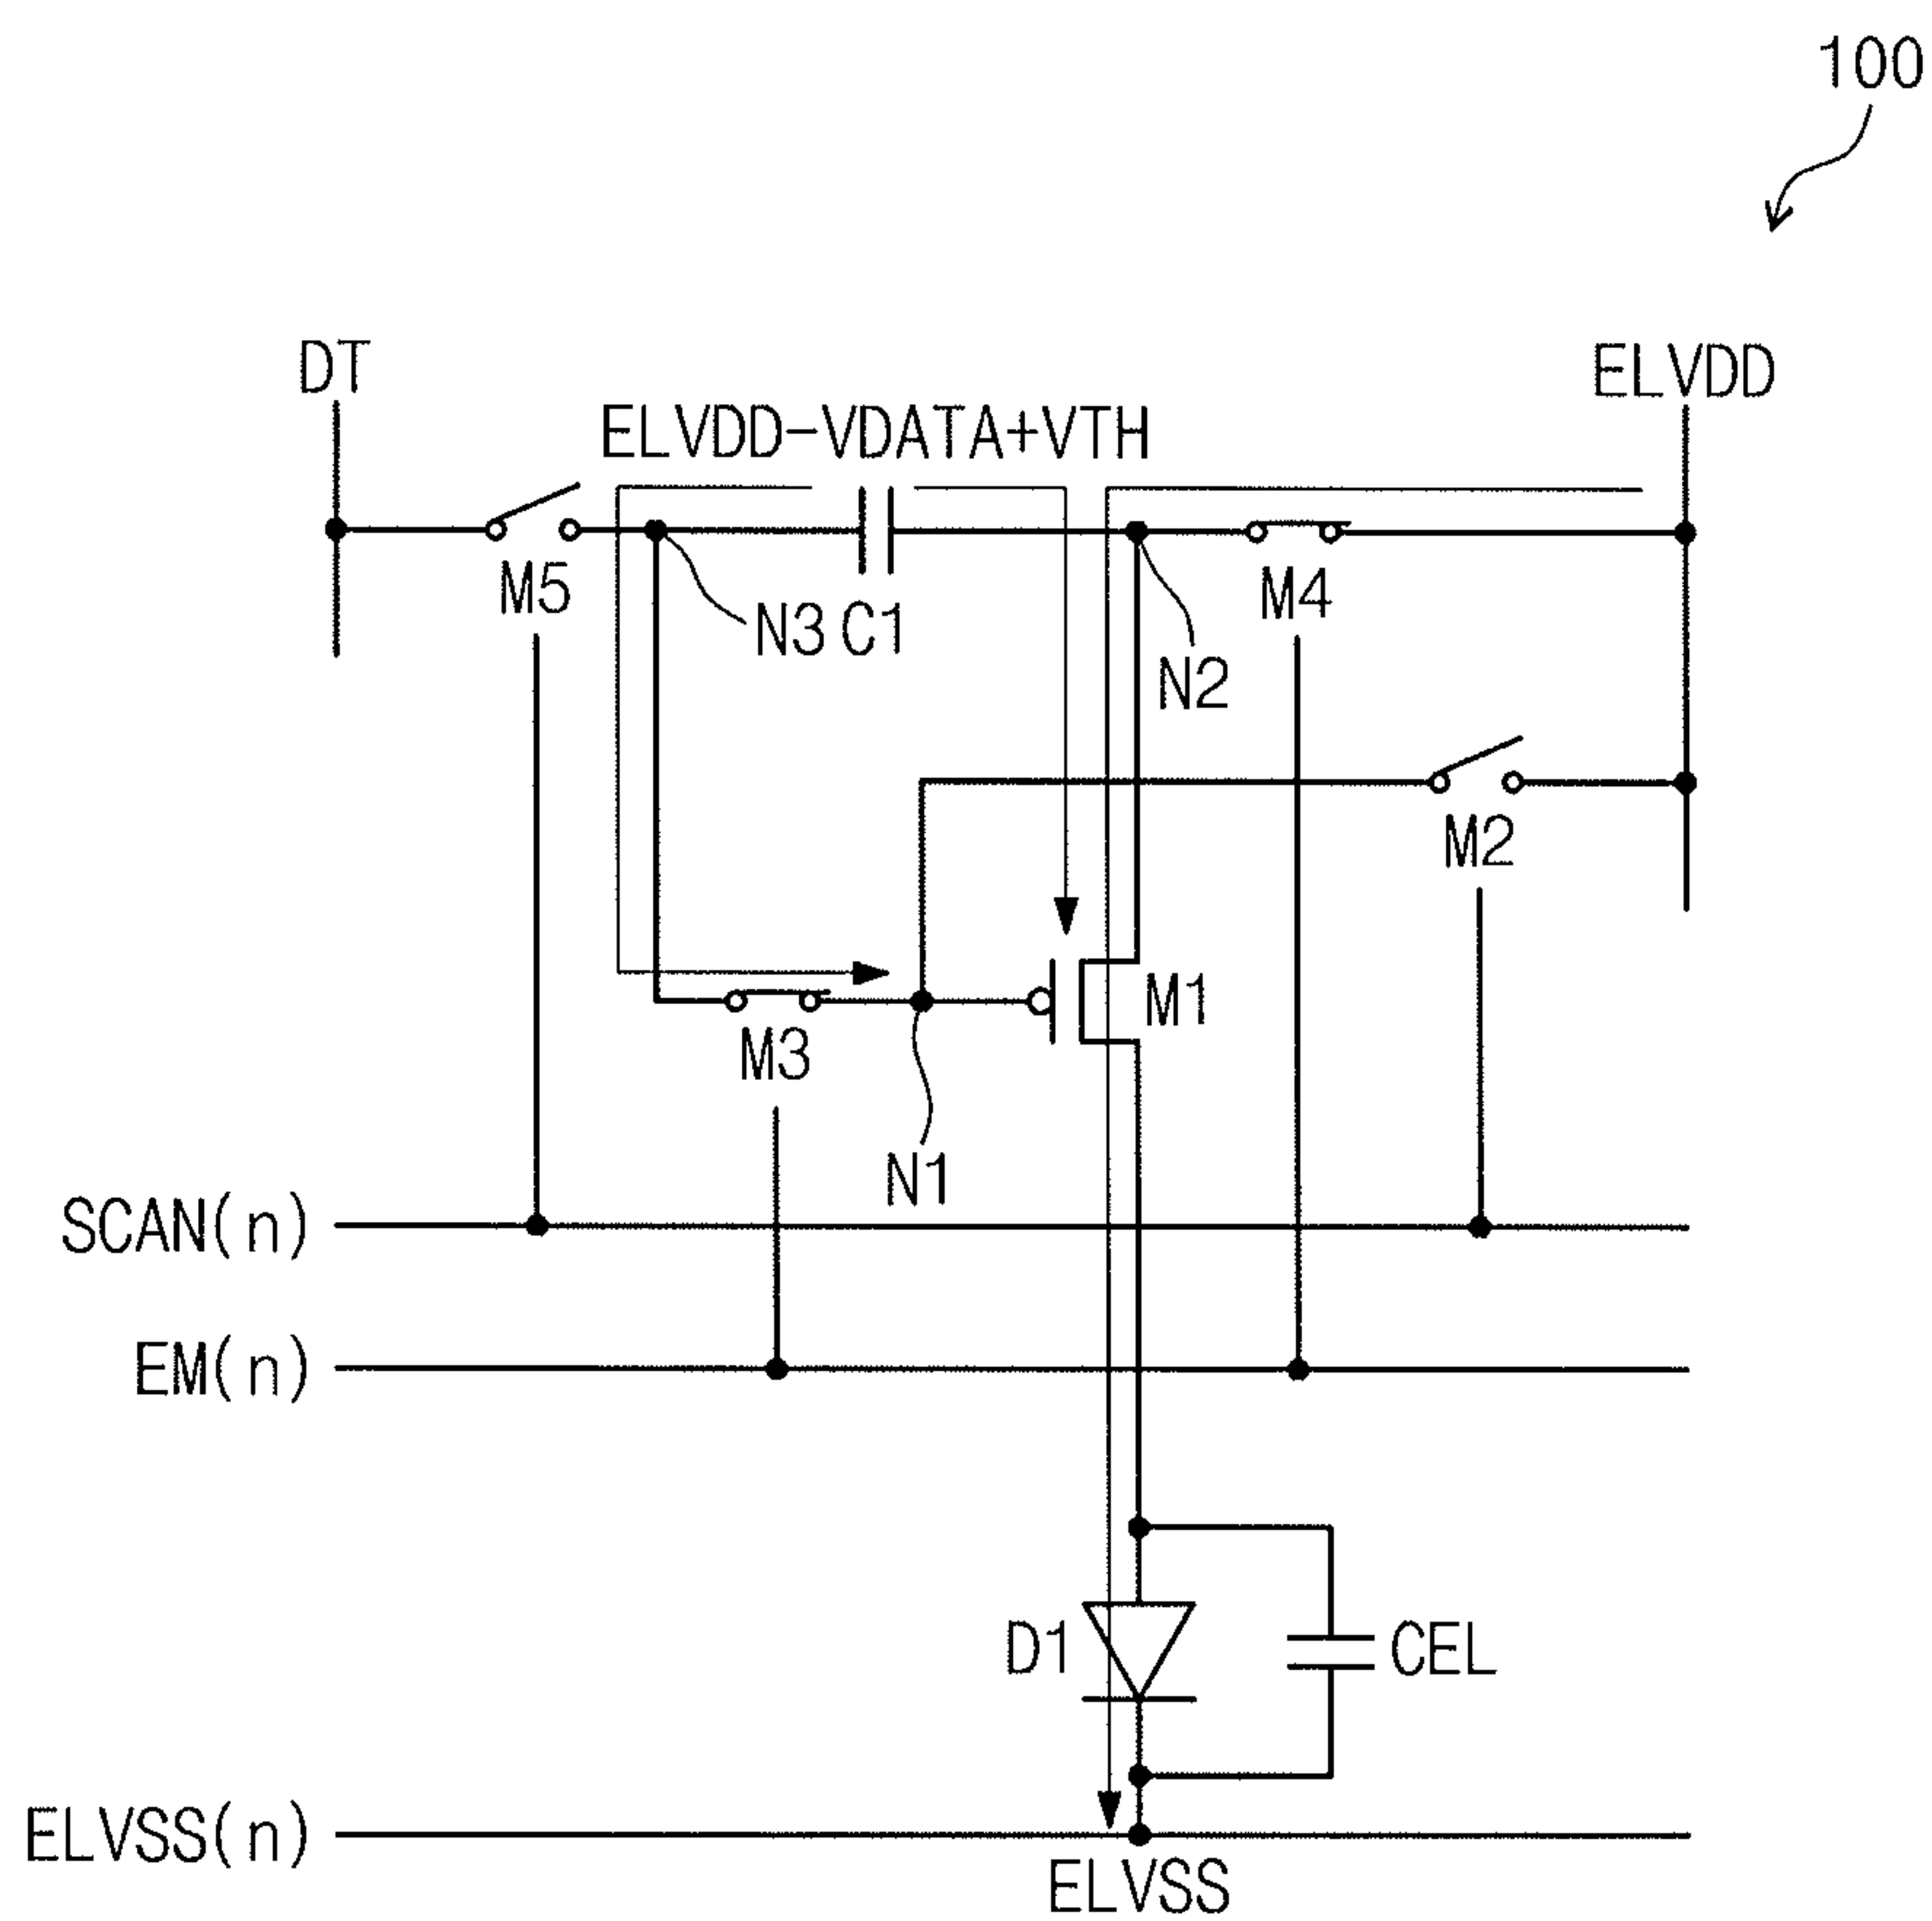 100
DT
ELVDD
ELVDD-VDATA+VTH
M5
N3
C1
M4
N2
M2
M1
M3
N1
SCAN(n)
EM(n)
D1
CEL
ELVSS(n)
ELVSS